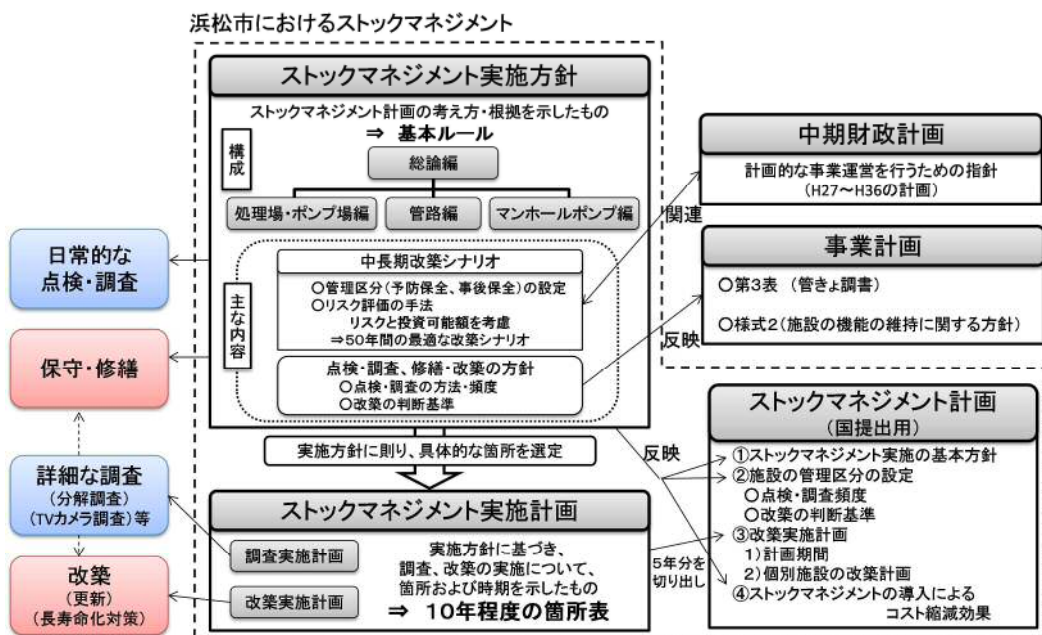 浜松市におけるストックマネジメント
ストックマネジメント実施方針
ストックマネジメント計画の考え方・根拠を示したもの
⇒ 基本ルール
構成
総論編
処理場・ポンプ場編
管路編
マンホールポンプ編
主な内容
中長期改築シナリオ
○管理区分(予防保全、事後保全)の設定
○リスク評価の手法
リスクと投資可能額を考慮
⇒50年間の最適な改築シナリオ
点検・調査、修繕・改築の方針
○点検・調査の方法・頻度
○改築の判断基準
実施方針に則り、具体的な箇所を選定
ストックマネジメント実施計画
調査実施計画
改築実施計画
実施方針に基づき、
調査、改築の実施について、
箇所および時期を示したもの
⇒ 10年程度の箇所表
日常的な
点検・調査
保守・修繕
詳細な調査
(分解調査)
(TVカメラ調査)等
改築
(更新)
(長寿命化対策)
中期財政計画
計画的な事業運営を行うための指針
(H27~H36の計画)
関連
事業計画
○第3表 (管きょ調書)
○様式2(施設の機能の維持に関する方針)
反映
反映
ストックマネジメント計画
(国提出用)
①ストックマネジメント実施の基本方針
②施設の管理区分の設定
○点検・調査頻度
○改築の判断基準
③改築実施計画
1)計画期間
2)個別施設の改築計画
④ストックマネジメントの導入による
コスト縮減効果
5年分を
切り出し